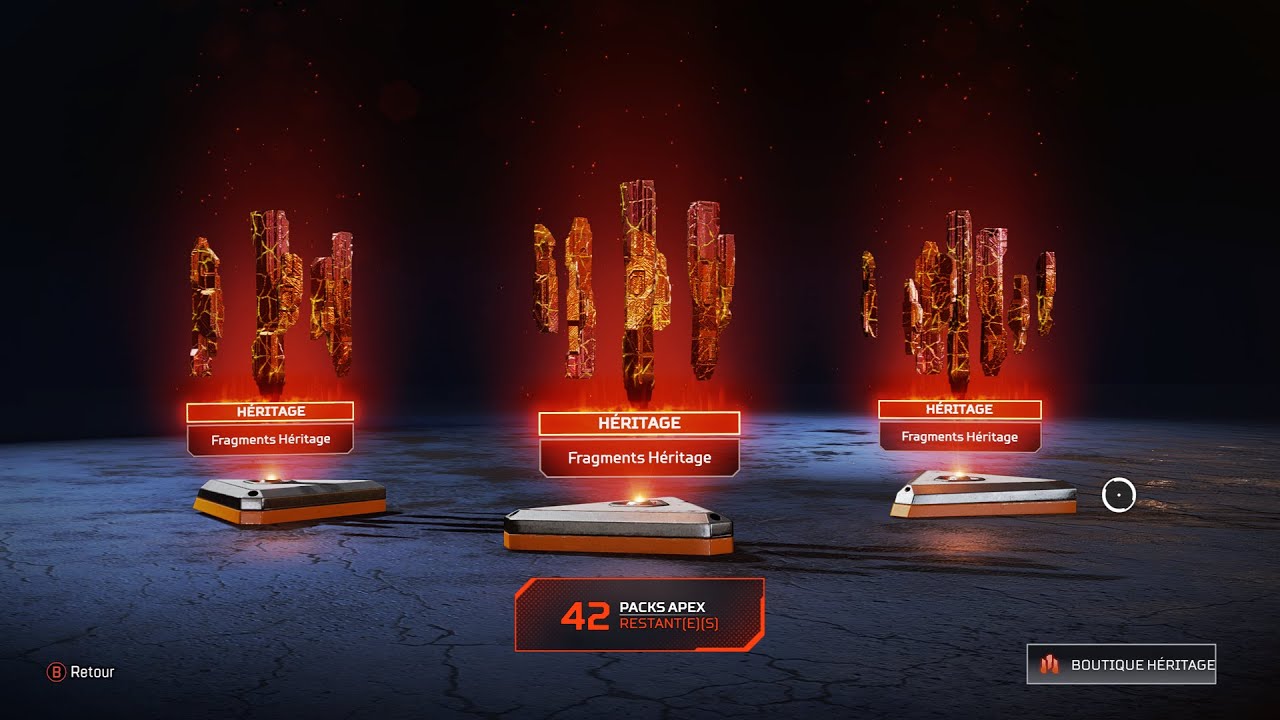 HÉRITAGE
Fragments Héritage
HÉRITAGE
Fragments Héritage
HÉRITAGE
Fragments Héritage
42 PACKS APEX
RESTANT(E)(S)
B Retour
BOUTIQUE HÉRITAGE